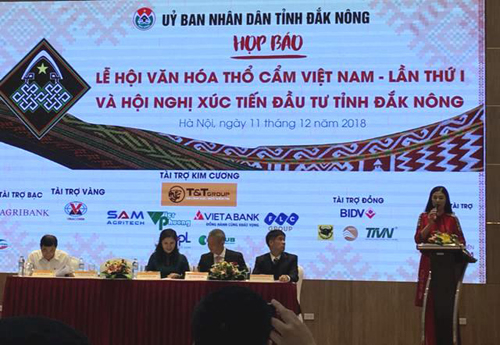 ỦY BAN NHÂN DÂN TỈNH ĐẮK NÔNG
HỌP BÁO
LỄ HỘI VĂN HÓA THỔ CẨM VIỆT NAM - LẦN THỨ I
VÀ HỘI NGHỊ XÚC TIẾN ĐẦU TƯ TỈNH ĐẮK NÔNG
Hà Nội, ngày 11 tháng 12 năm 2018
TÀI TRỢ KIM CƯƠNG
T&T GROUP
TÀI TRỢ BẠC
TÀI TRỢ VÀNG
TÀI TRỢ ĐỒNG
AGRIBANK
SAM
AGRITECH
VIETABANK
FLC
GROUP
BIDV